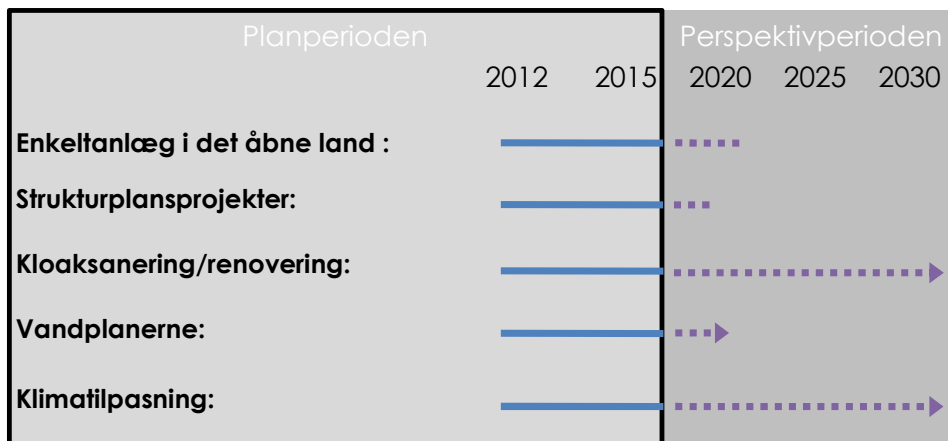 Planperioden Perspektivperioden
2012 2015 2020 2025 2030
Enkeltanlæg i det åbne land :
Strukturplansprojekter:
Kloaksanering/renovering:
Vandplanerne:
Klimatilpasning: